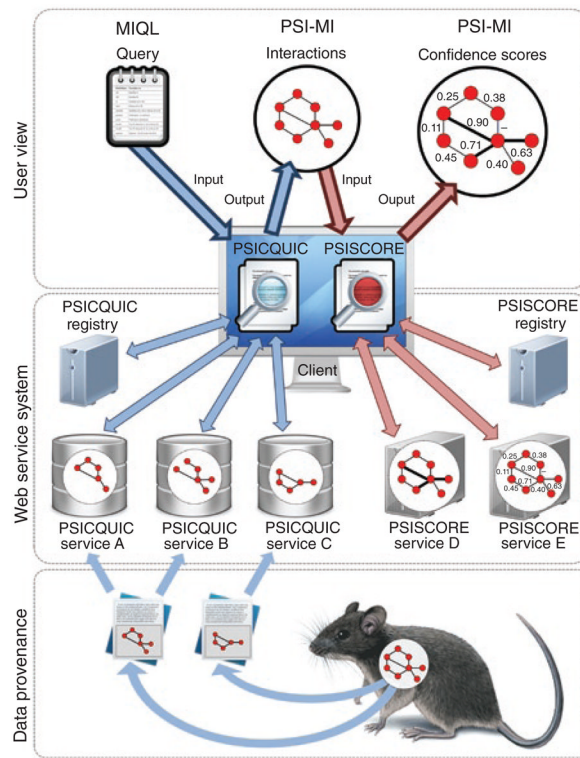 MIQL
Query
PSI-MI
Interactions
PSI-MI
Confidence scores
0.25
0.38
0.11
0.90
–
0.71
0.63
0.45
0.40
Input
Output
Input
Ouput
User view
PSICQUIC
PSISCORE
Client
PSICQUIC
registry
PSISCORE
registry
Web service system
0.25
0.38
0.11
0.90
–
0.71
0.63
0.45
0.40
PSICQUIC
service A
PSICQUIC
service B
PSICQUIC
service C
PSISCORE
service D
PSISCORE
service E
Data provenance